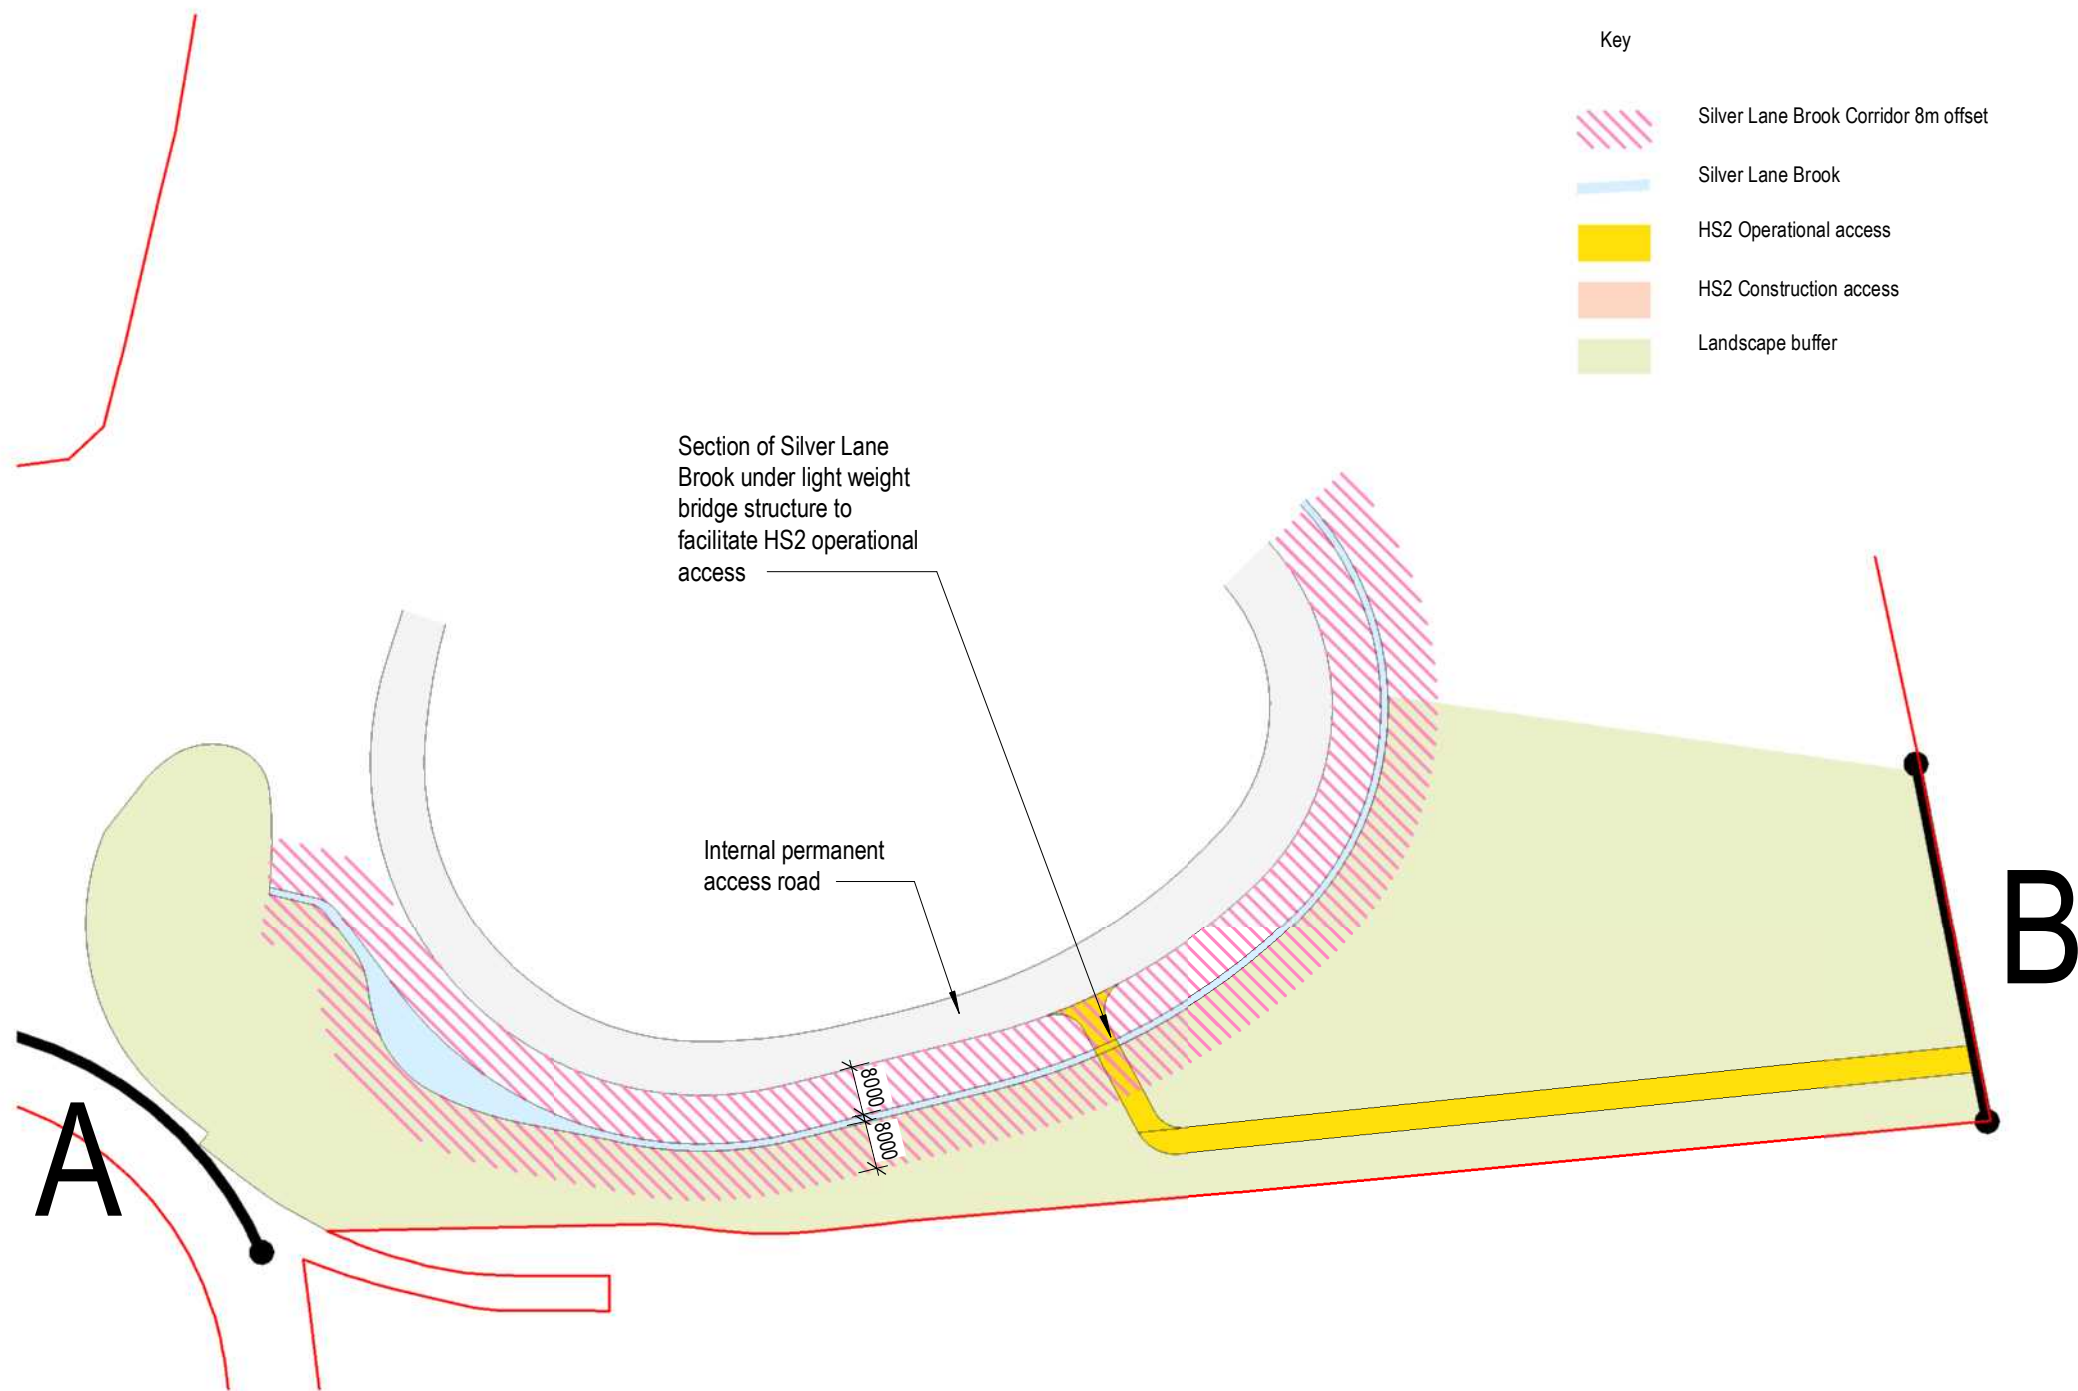 Key
Silver Lane Brook Corridor 8m offset
Silver Lane Brook
HS2 Operational access
HS2 Construction access
Landscape buffer
Section of Silver Lane
Brook under light weight
bridge structure to
facilitate HS2 operational
access
Internal permanent
access road
8000
8000
A
B